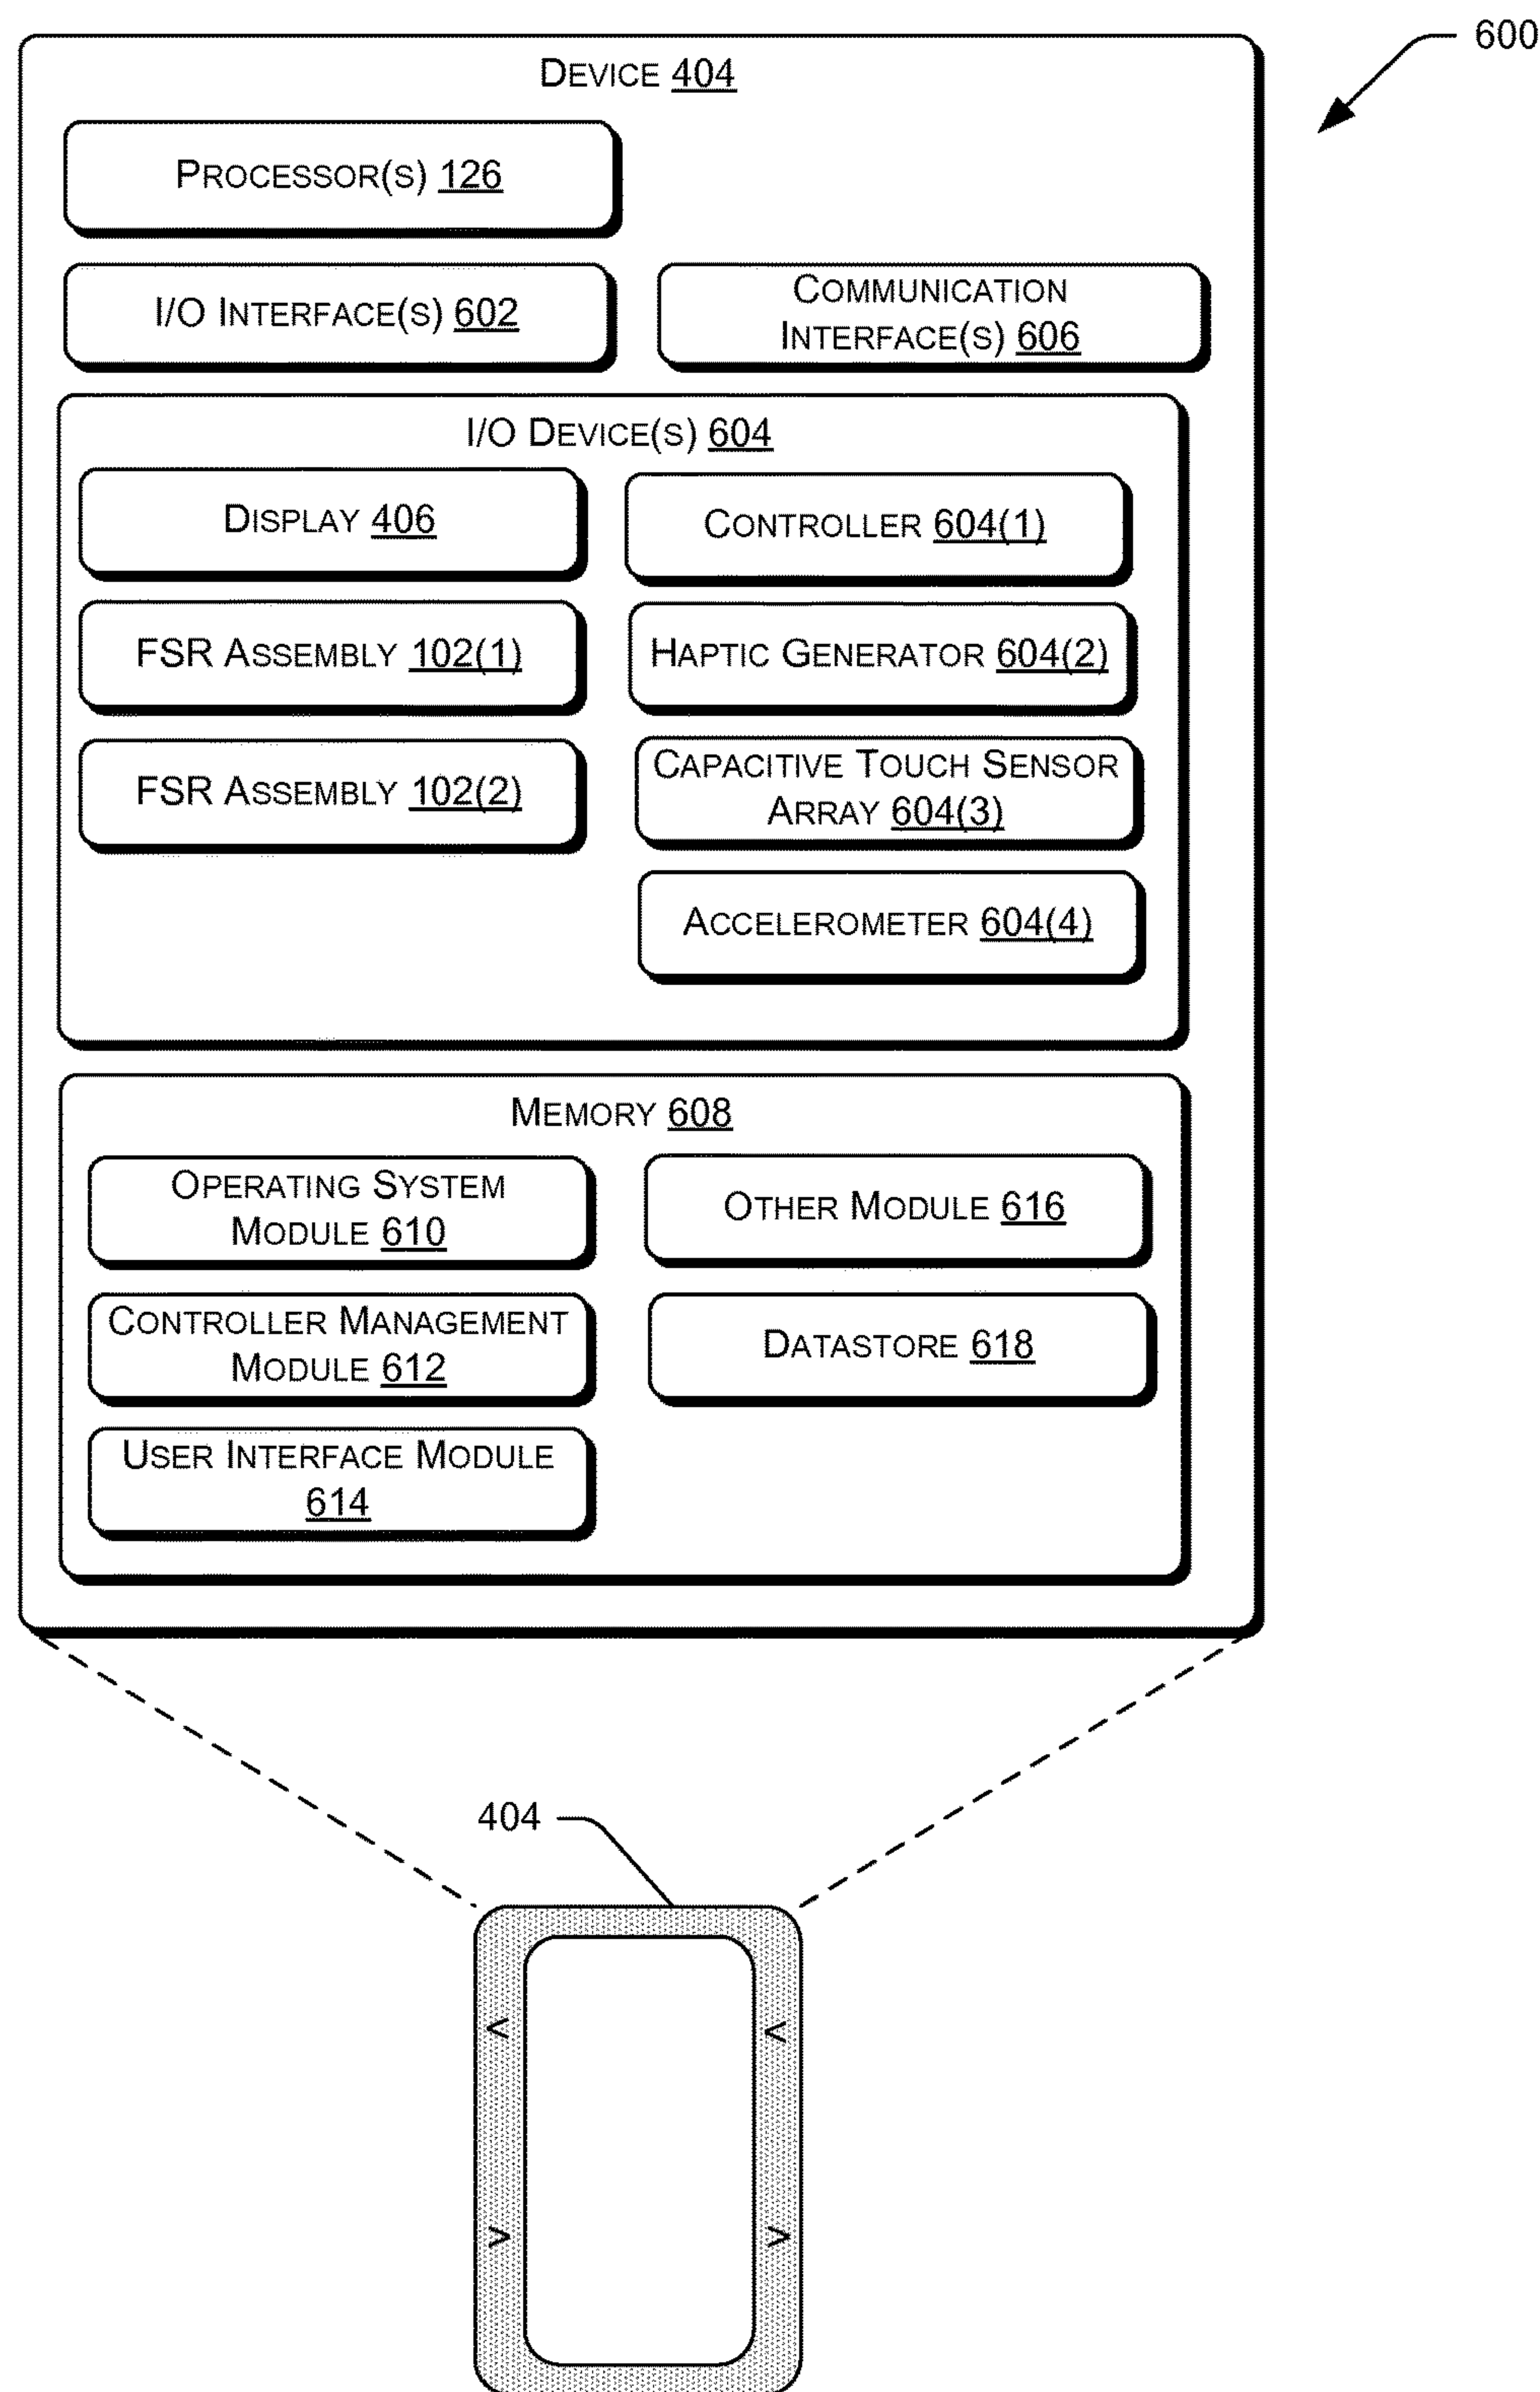 600
DEVICE 404
PROCESSOR(S) 126
I/O INTERFACE(S) 602
COMMUNICATION
INTERFACE(S) 606
I/O DEVICE(S) 604
DISPLAY 406
CONTROLLER 604(1)
FSR ASSEMBLY 102(1)
HAPTIC GENERATOR 604(2)
FSR ASSEMBLY 102(2)
CAPACITIVE TOUCH SENSOR
ARRAY 604(3)
ACCELEROMETER 604(4)
MEMORY 608
OPERATING SYSTEM
MODULE 610
OTHER MODULE 616
CONTROLLER MANAGEMENT
MODULE 612
DATASTORE 618
USER INTERFACE MODULE
614
404
< <
> >